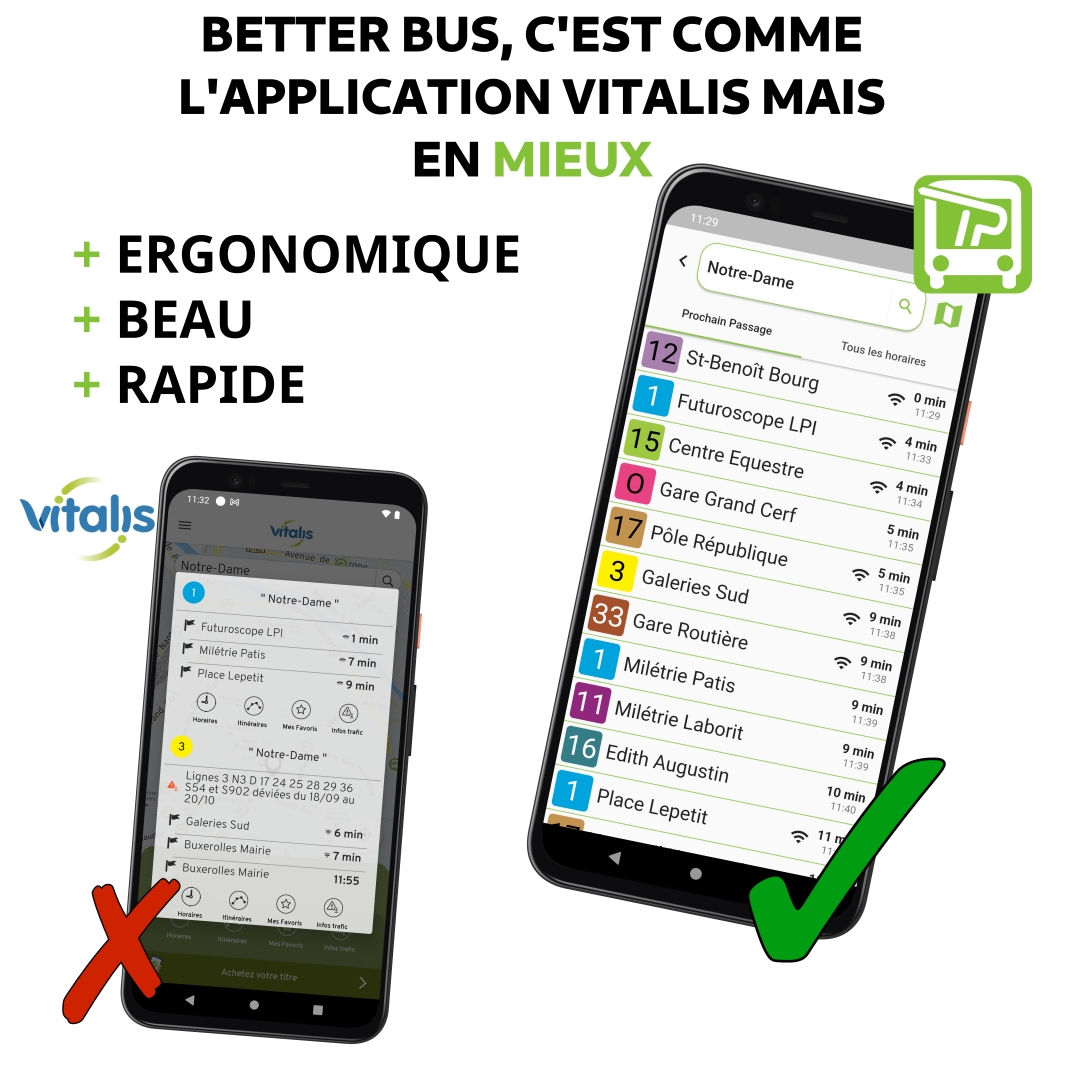 BETTER BUS, C'EST COMME
L'APPLICATION VITALIS MAIS
EN MIEUX
+ ERGONOMIQUE
+ BEAU
+ RAPIDE
11:29
Notre-Dame
Prochain Passage
Tous les horaires
12 St-Benoît Bourg 0 min
11:29
1 Futuroscope LPI 4 min
11:33
15 Centre Equestre 4 min
11:34
O Gare Grand Cerf 5 min
11:35
17 Pôle République 5 min
11:35
3 Galeries Sud 9 min
11:38
33 Gare Routière 9 min
11:38
1 Milétrie Patis 9 min
11:39
11 Milétrie Laborit 9 min
11:39
16 Edith Augustin 10 min
11:40
1 Place Lepetit 11
vitalis
11:32
vitalis
Avenue de
Notre-Dame
1 " Notre-Dame "
Futuroscope LPI 1 min
Milétrie Patis 7 min
Place Lepetit 9 min
Horaires Itinéraires Mes Favoris Infos trafic
3 " Notre-Dame "
Lignes 3 N3 D 17 24 25 28 29 36
S54 et S902 déviées du 18/09 au
20/10
Galeries Sud 6 min
Buxerolles Mairie 7 min
Buxerolles Mairie 11:55
Horaires Itinéraires Mes Favoris Infos trafic
Horaires Itinéraires Mes Favoris Infos trafic
Achetez votre titre